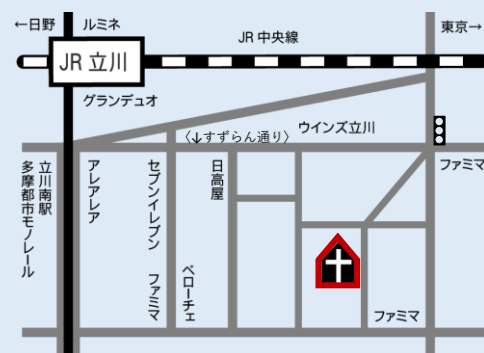 ←日野
ルミネ
JR 中央線
東京→
JR 立川
グランデュオ
ウインズ立川
〈↓すずらん通り〉
ファミマ
立川南駅
多摩都市モノレール
アレアレア
セブンイレブン
ファミマ
ベローチェ
日高屋
ファミマ